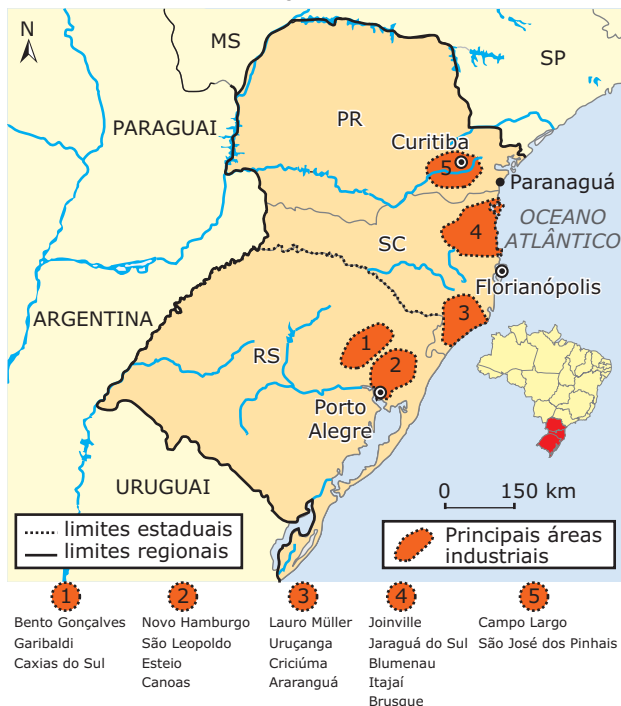 N
MS
SP
PARAGUAI
PR
Curitiba
5
Paranaguá
OCEANO
ATLÂNTICO
4
SC
Florianópolis
ARGENTINA
3
1
2
RS
Porto
Alegre
URUGUAI
0 150 km
limites estaduais
limites regionais
Principais áreas
industriais
1
Bento Gonçalves
Garibaldi
Caxias do Sul
2
Novo Hamburgo
São Leopoldo
Esteio
Canoas
3
Lauro Müller
Uruçanga
Criciúma
Araranguá
4
Joinville
Jaraguá do Sul
Blumenau
Itajaí
Brusque
5
Campo Largo
São José dos Pinhais